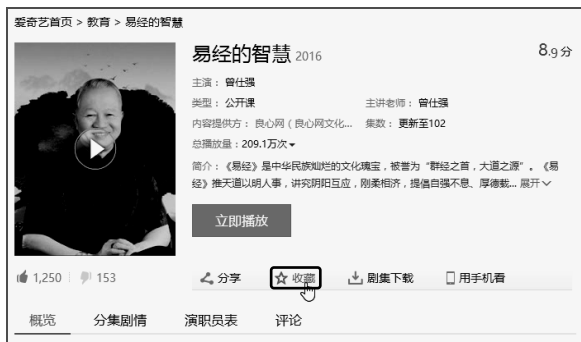 爱奇艺首页 > 教育 > 易经的智慧
易经的智慧 2016 8.9分
主演： 曾仕强
类型： 公开课 主讲老师： 曾仕强
内容提供方： 良心网（良心网文化... 集数： 更新至102
总播放量：209.1万次
简介：《易经》是中华民族灿烂的文化瑰宝，被誉为“群经之首，大道之源”。《易
经》推天道以明人事，讲究阴阳互应，刚柔相济，提倡自强不息、厚德载... 展开
立即播放
1,250 153 分享 收藏 剧集下载 用手机看
概览 分集剧情 演职员表 评论